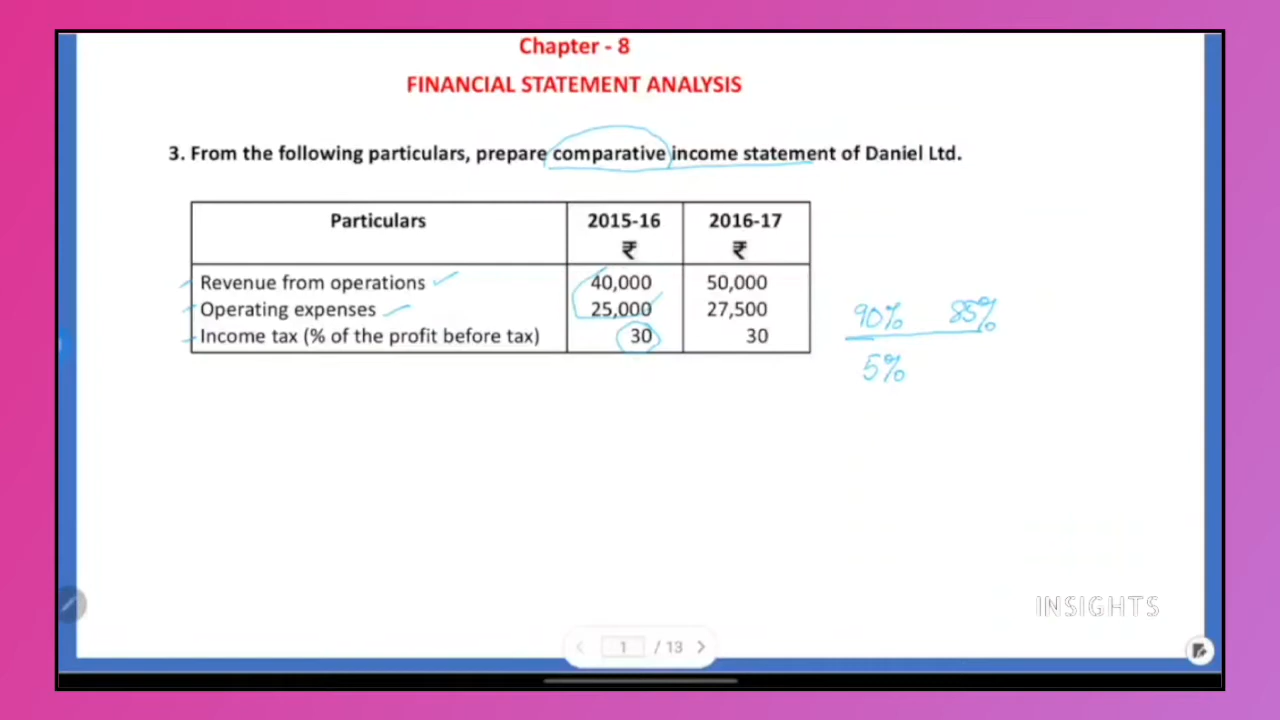 Chapter - 8
FINANCIAL STATEMENT ANALYSIS
3. From the following particulars, prepare comparative income statement of Daniel Ltd.
Particulars 2015-16 2016-17
₹ ₹
Revenue from operations 40,000 50,000
Operating expenses 25,000 27,500
Income tax (% of the profit before tax) 30 30
90% 85%
5%
INSIGHTS
1 / 13